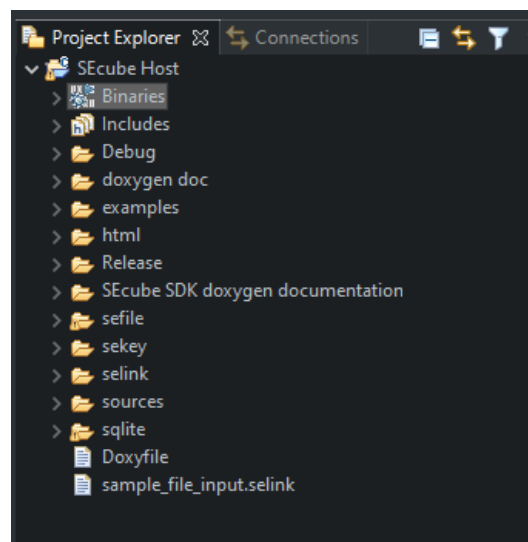 Project Explorer Connections
SEcube Host
Binaries
Includes
Debug
doxygen doc
examples
html
Release
SEcube SDK doxygen documentation
sefile
sekey
selink
sources
sqlite
Doxyfile
sample_file_input.selink